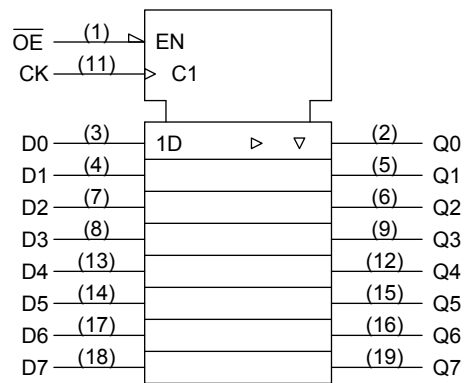 O̅E̅ (1) EN
CK (11) C1
D0 (3) 1D (2) Q0
D1 (4) (5) Q1
D2 (7) (6) Q2
D3 (8) (9) Q3
D4 (13) (12) Q4
D5 (14) (15) Q5
D6 (17) (16) Q6
D7 (18) (19) Q7